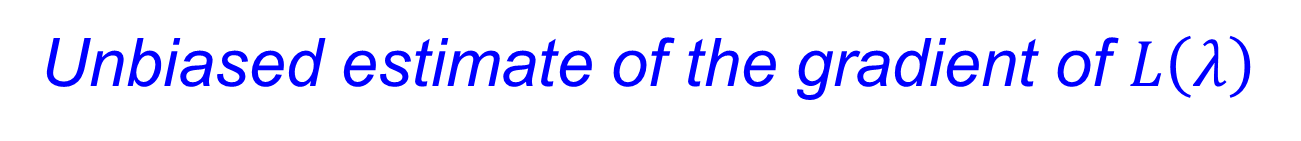 Unbiased estimate of the gradient of L(λ)